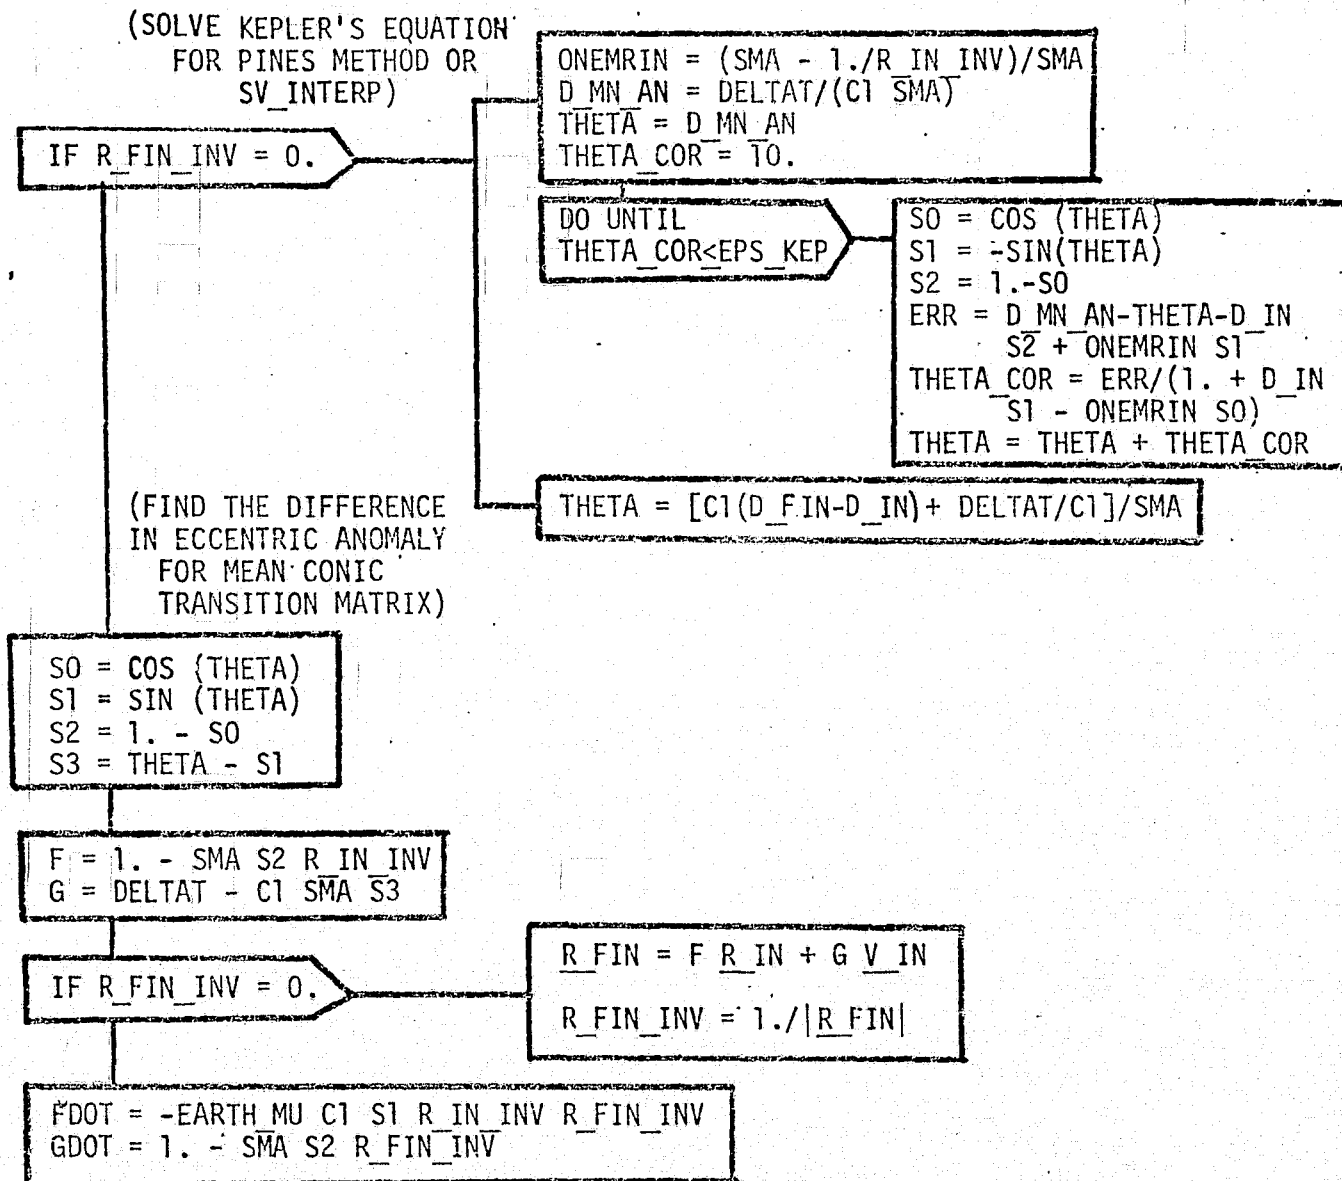 (SOLVE KEPLER'S EQUATION
FOR PINES METHOD OR
SV_INTERP)
IF R_FIN_INV = 0.
ONEMRIN = (SMA - 1./R_IN_INV)/SMA
D_MN_AN = DELTAT/(C1 SMA)
THETA = D_MN_AN
THETA_COR = 10.
DO UNTIL
THETA_COR<EPS_KEP
S0 = COS (THETA)
S1 = -SIN(THETA)
S2 = 1.-S0
ERR = D_MN_AN-THETA-D_IN
S2 + ONEMRIN S1
THETA_COR = ERR/(1. + D_IN
S1 - ONEMRIN S0)
THETA = THETA + THETA_COR
THETA = [C1(D_FIN-D_IN)+ DELTAT/C1]/SMA
(FIND THE DIFFERENCE
IN ECCENTRIC ANOMALY
FOR MEAN CONIC
TRANSITION MATRIX)
S0 = COS (THETA)
S1 = SIN (THETA)
S2 = 1. - S0
S3 = THETA - S1
F = 1. - SMA S2 R_IN_INV
G = DELTAT - C1 SMA S3
IF R_FIN_INV = 0.
R_FIN = F R_IN + G V_IN
R_FIN_INV = 1./|R_FIN|
FDOT = -EARTH_MU C1 S1 R_IN_INV R_FIN_INV
GDOT = 1. - SMA S2 R_FIN_INV